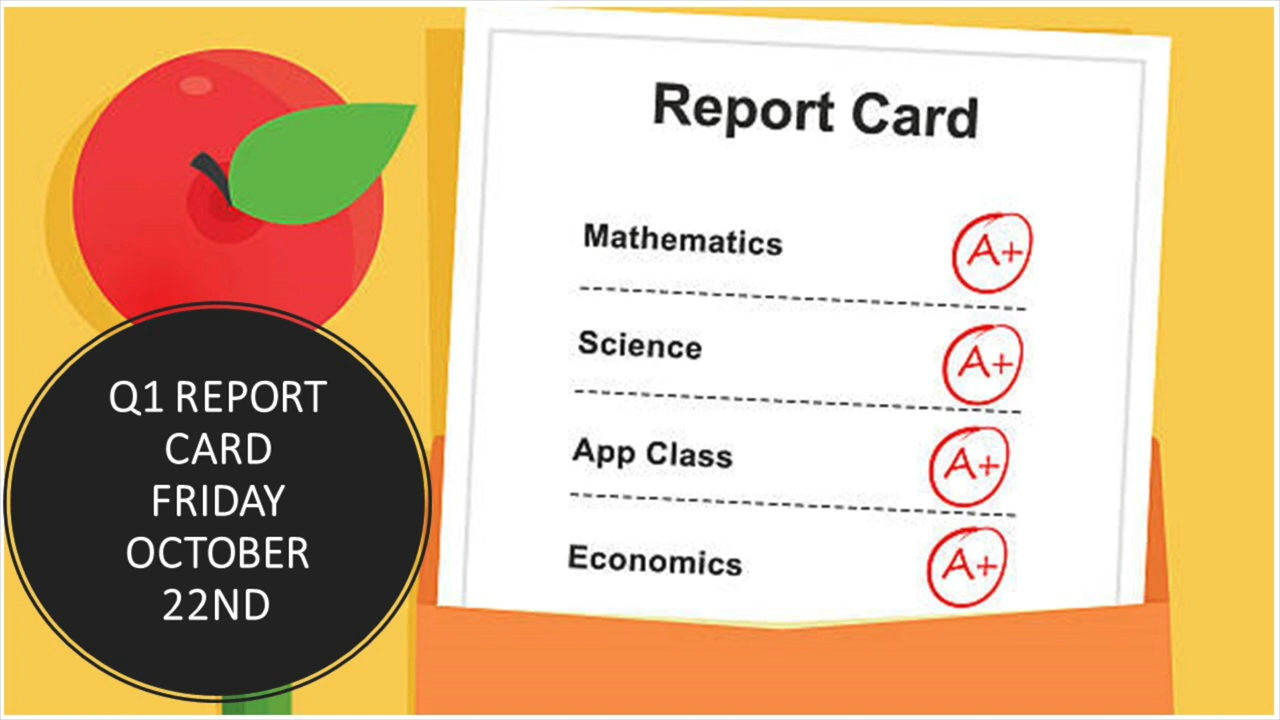 Q1 REPORT
CARD
FRIDAY
OCTOBER
22ND
Report Card
Mathematics A+
Science A+
App Class A+
Economics A+